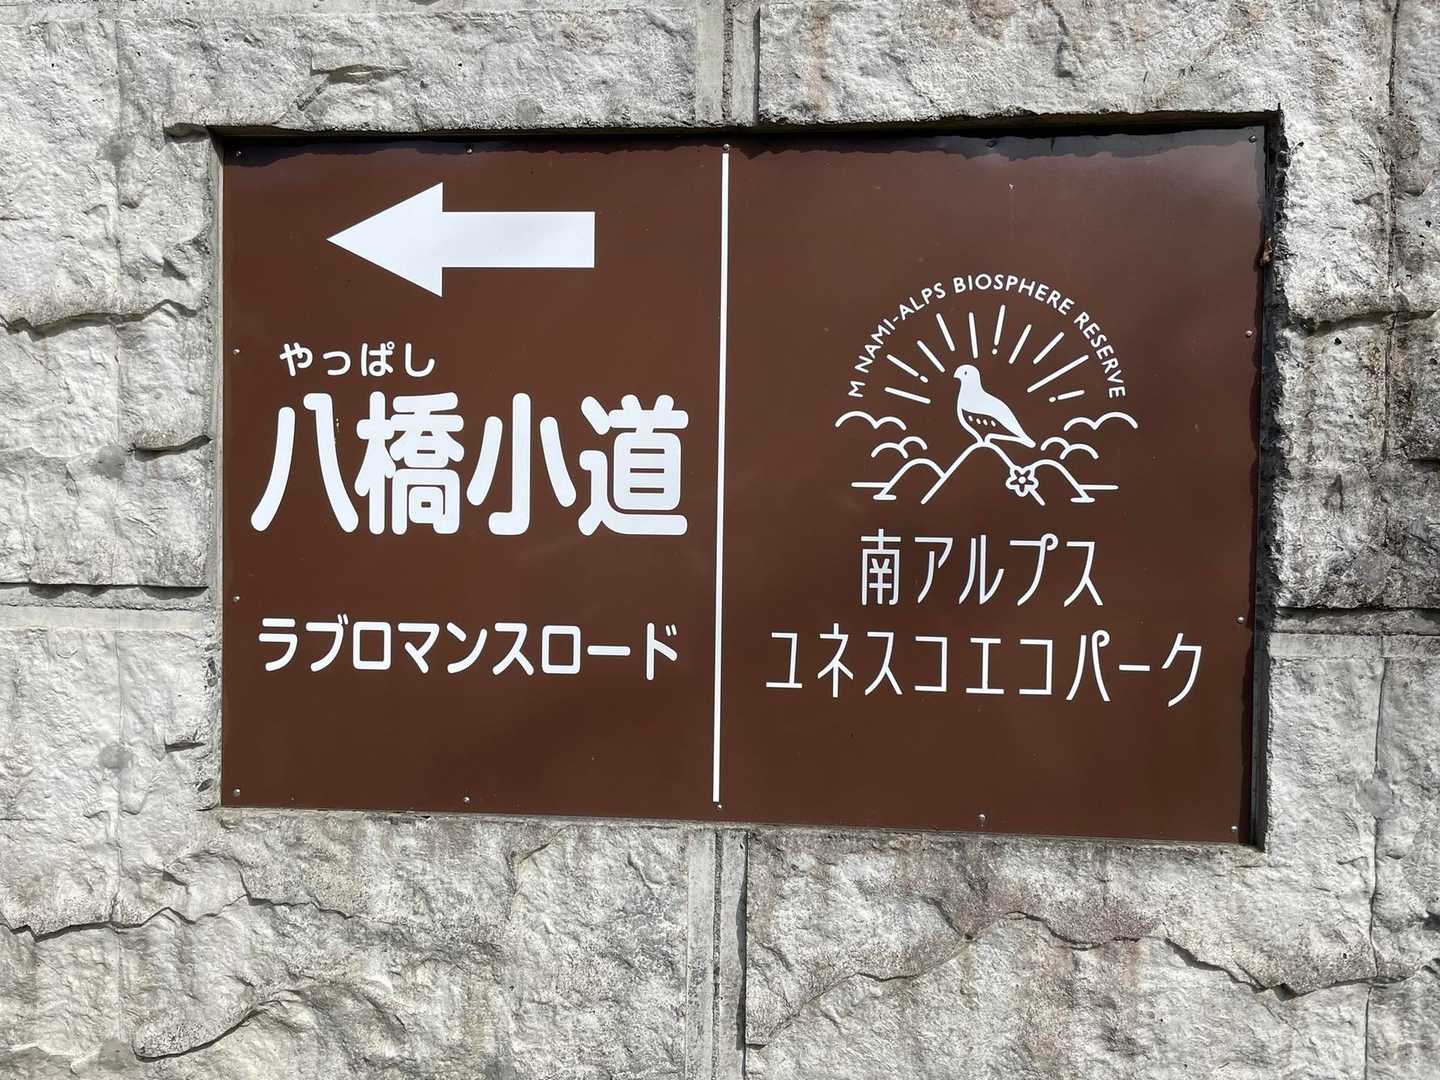 やっぱし
八橋小道
ラブロマンスロード
M NAMI-ALPS BIOSPHERE RESERVE
南アルプス
ユネスコエコパーク